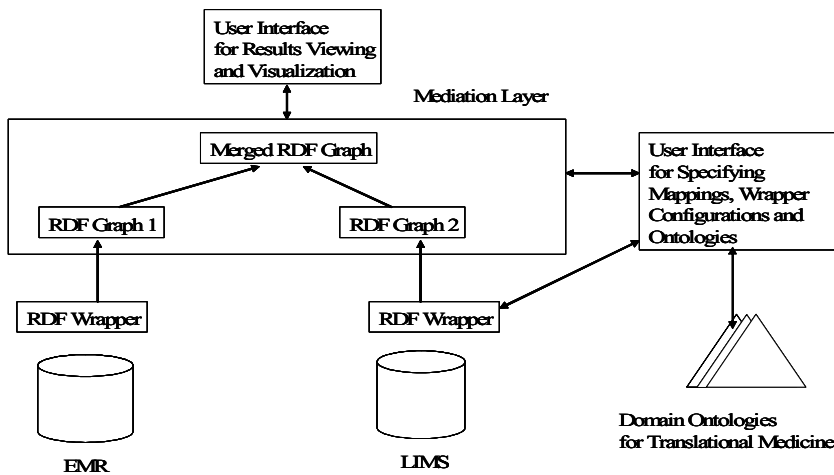 User Interface
for Results Viewing
and Visualization
Mediation Layer
Merged RDF Graph
User Interface
for Specifying
Mappings, Wrapper
Configurations and
Ontologies
RDF Graph 1
RDF Graph 2
RDF Wrapper
RDF Wrapper
Domain Ontologies
for Translational Medicine
EMR
LIMS